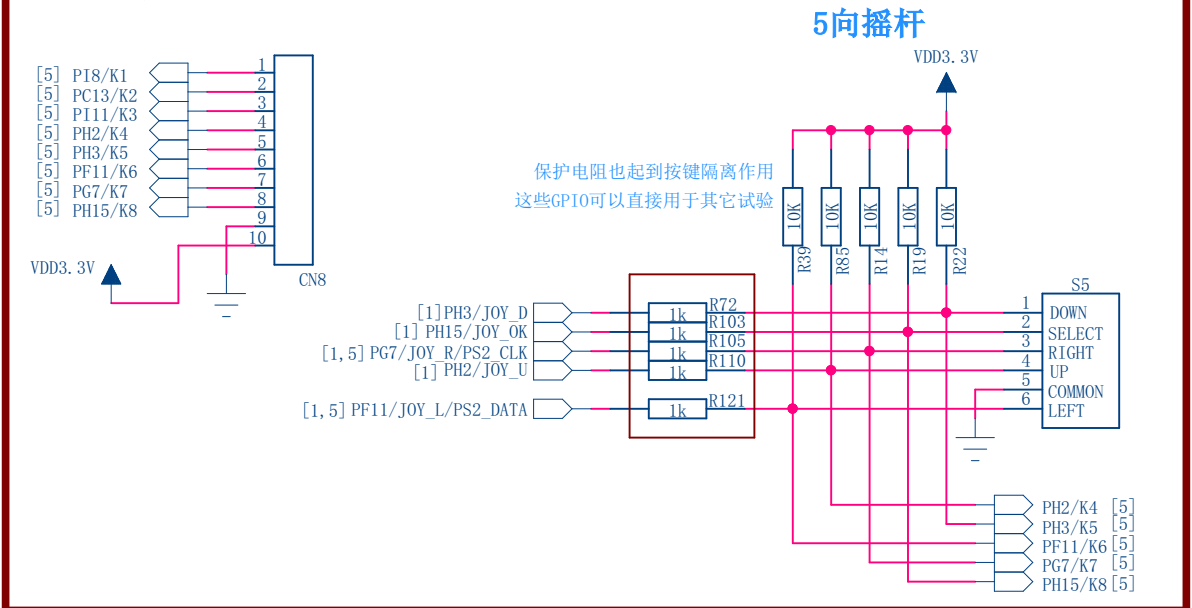 5向摇杆
VDD3.3V
[5] PI8/K1 1
[5] PC13/K2 2
[5] PI11/K3 3
[5] PH2/K4 4
[5] PH3/K5 5
[5] PF11/K6 6
[5] PG7/K7 7
[5] PH15/K8 8
9
10
VDD3.3V
CN8
保护电阻也起到按键隔离作用
这些GPIO可以直接用于其它试验
10K 10K 10K 10K 10K
R39 R85 R14 R19 R22
S5
[1]PH3/JOY_D 1k R72 1 DOWN
[1] PH15/JOY_OK 1k R103 2 SELECT
[1,5] PG7/JOY_R/PS2_CLK 1k R105 3 RIGHT
[1] PH2/JOY_U 1k R110 4 UP
5 COMMON
[1,5] PF11/JOY_L/PS2_DATA 1k R121 6 LEFT
PH2/K4 [5]
PH3/K5 [5]
PF11/K6 [5]
PG7/K7 [5]
PH15/K8 [5]